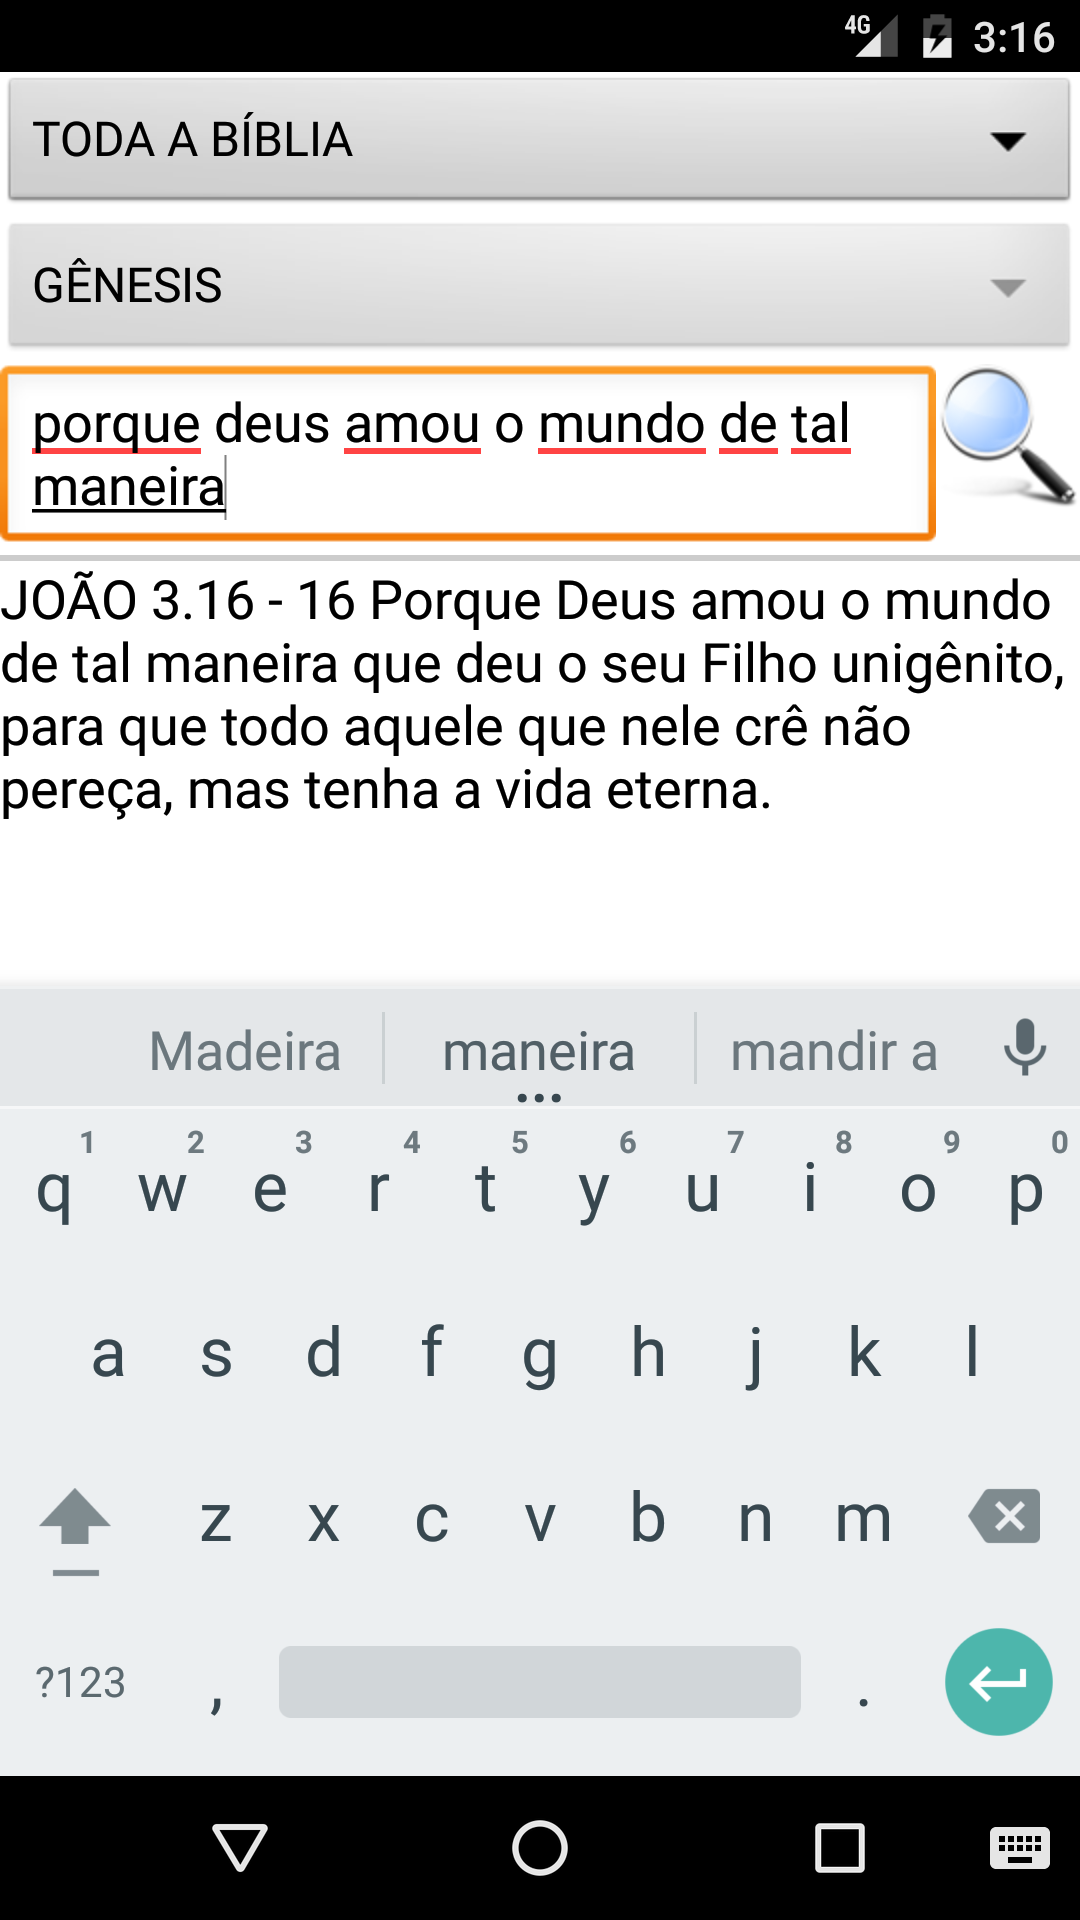 4G 3:16
TODA A BÍBLIA
GÊNESIS
porque deus amou o mundo de tal
maneira
JOÃO 3.16 - 16 Porque Deus amou o mundo
de tal maneira que deu o seu Filho unigênito,
para que todo aquele que nele crê não
pereça, mas tenha a vida eterna.
Madeira maneira mandir a
1 2 3 4 5 6 7 8 9 0
q w e r t y u i o p
a s d f g h j k l
z x c v b n m
?123 , .